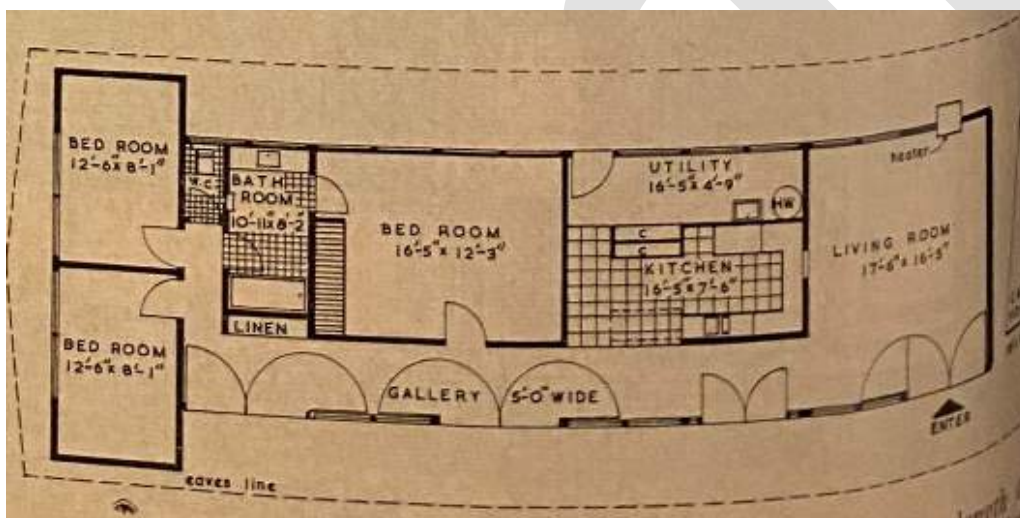 BED ROOM
12'-6" x 8'-1"
W.C.
BATH
ROOM
10'-11" x 8'-2"
LINEN
BED ROOM
12'-6" x 8'-1"
BED ROOM
16'-5" x 12'-3"
UTILITY
16'-5" x 4'-9"
HW
C
C
KITCHEN
16'-5" x 7'-6"
heater
LIVING ROOM
17'-6" x 16'-5"
GALLERY 5'-0" WIDE
ENTER
eaves line